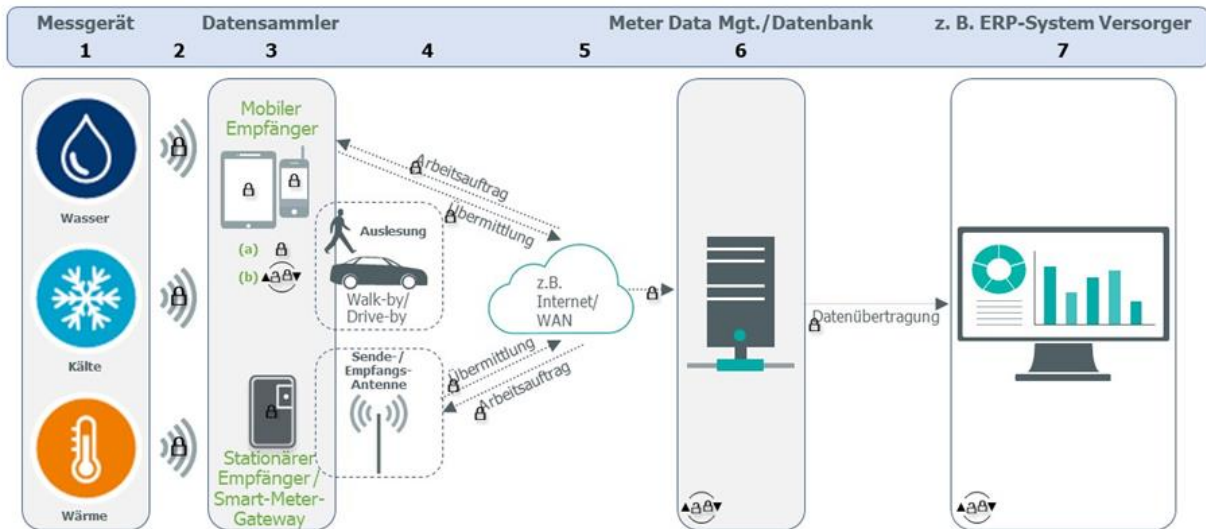 Messgerät
Datensammler
Meter Data Mgt./Datenbank
z. B. ERP-System Versorger
1
2
3
4
5
6
7
Mobiler
Empfänger
Wasser
(a)
(b)
Auslesung
Walk-by/
Drive-by
Arbeitsauftrag
Übermittlung
z.B.
Internet/
WAN
Datenübertragung
Kälte
Sende-/
Empfangs-
Antenne
Übermittlung
Arbeitsauftrag
Stationärer
Empfänger/
Smart-Meter-
Gateway
Wärme